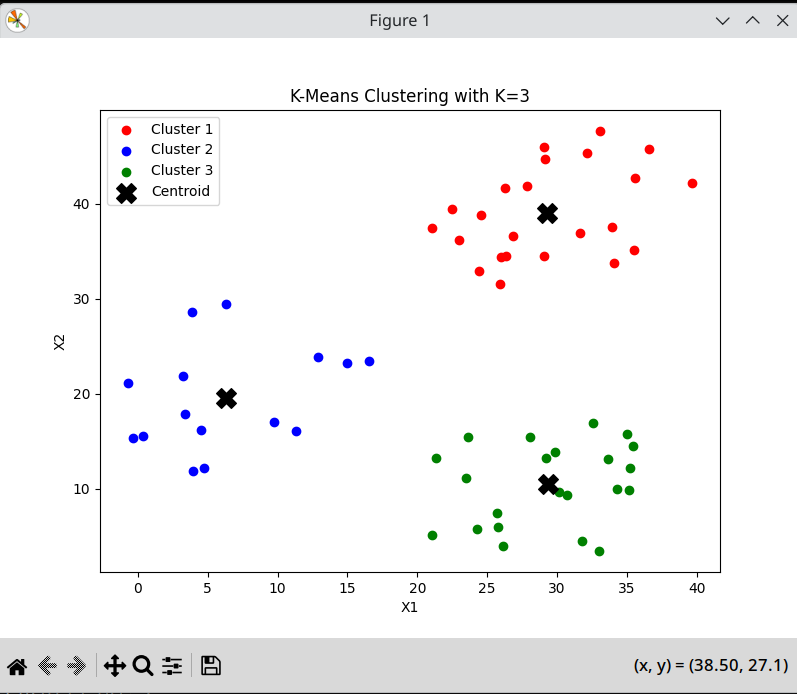 Figure 1
K-Means Clustering with K=3
Cluster 1
Cluster 2
Cluster 3
Centroid
40
30
20
10
X2
0 5 10 15 20 25 30 35 40
X1
(x, y) = (38.50, 27.1)